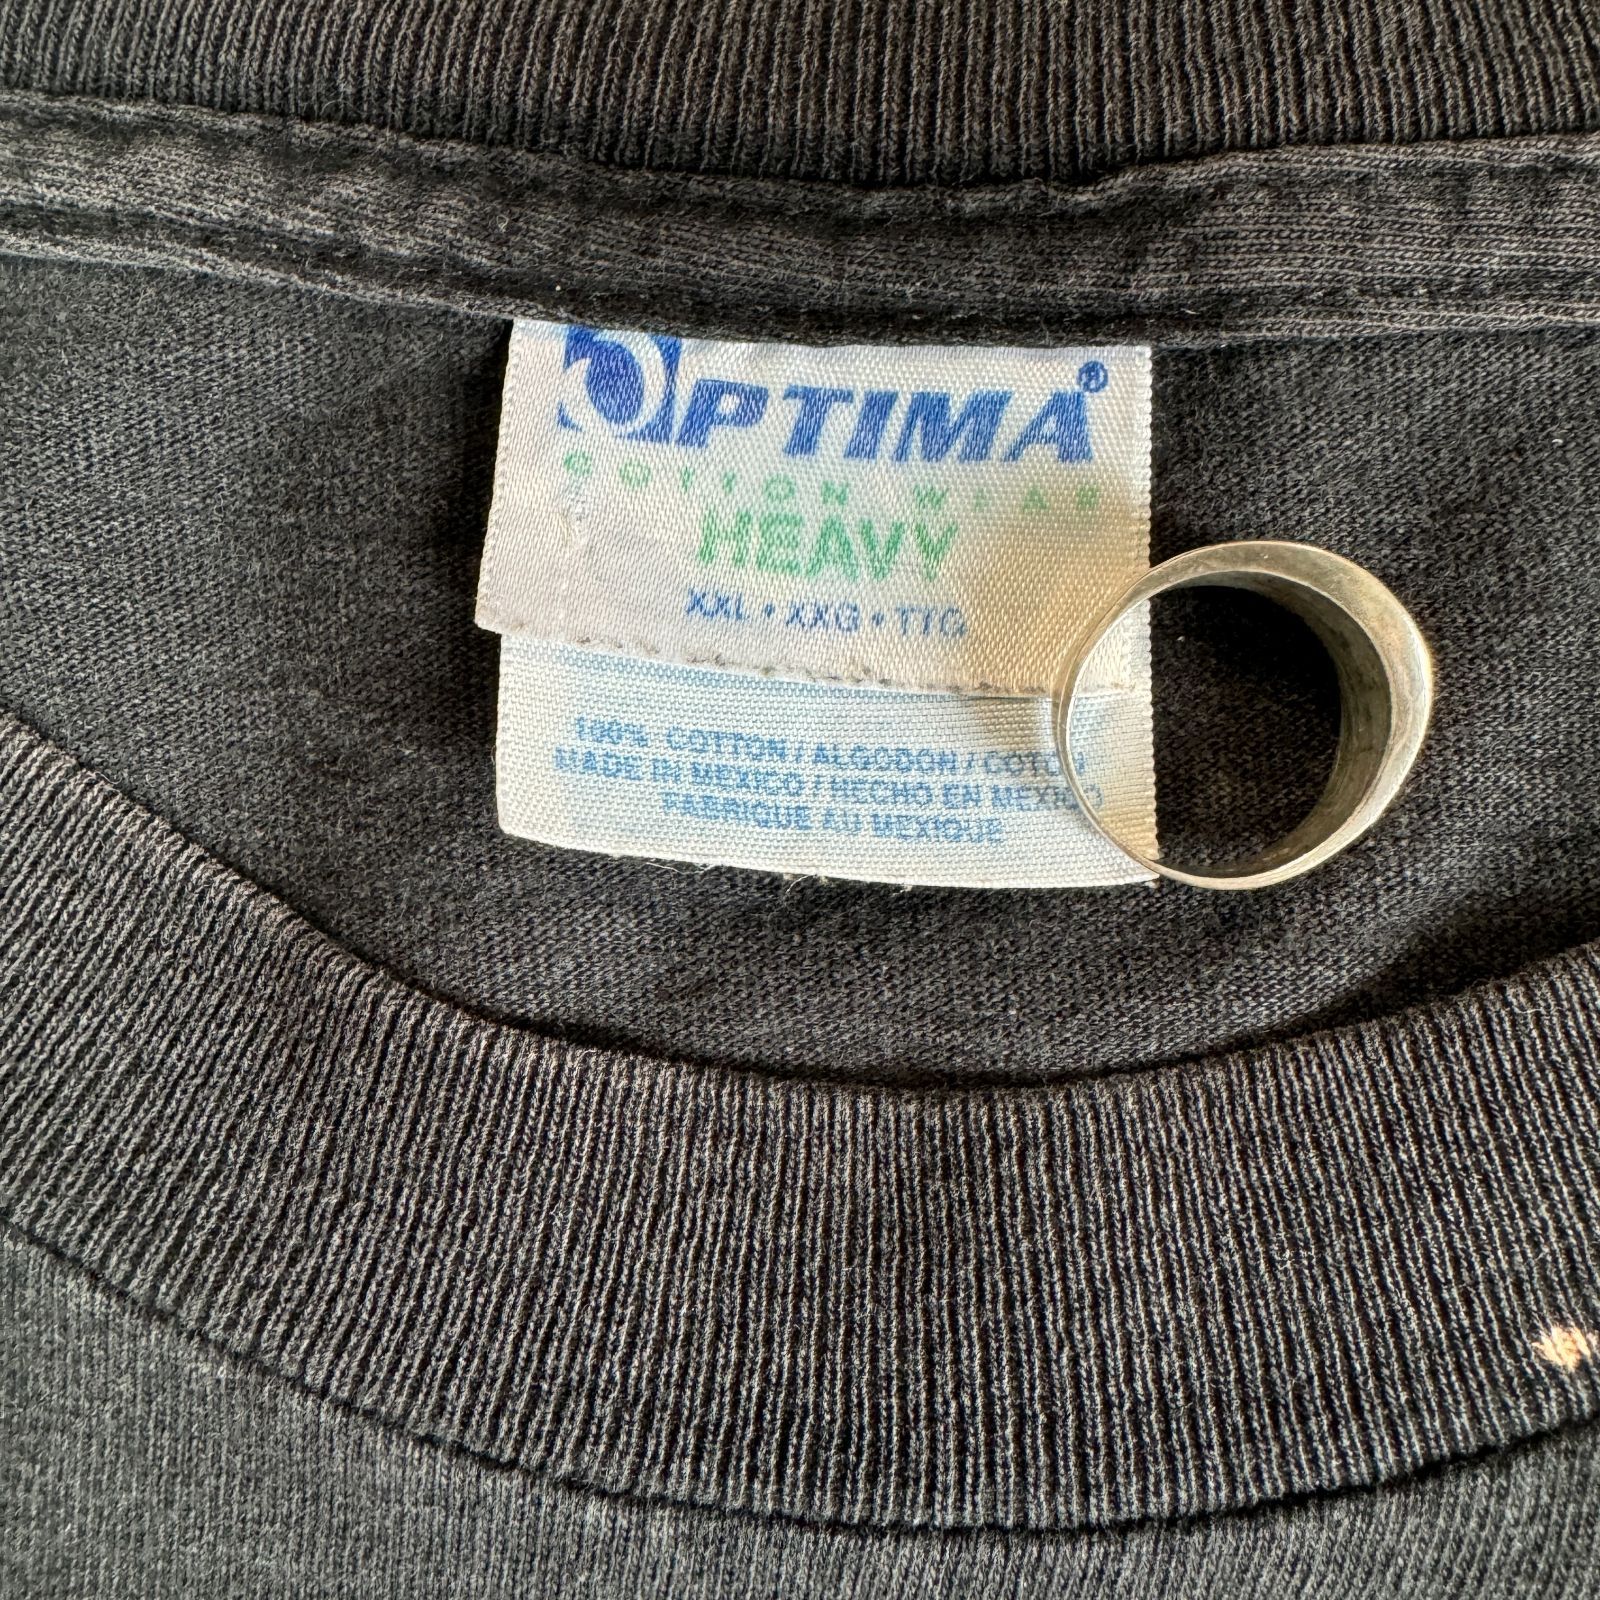 OPTIMA®
COTTON WEAR
HEAVY
XXL • XXG • TTG
100% COTTON/ALGODON/COTON
MADE IN MEXICO / HECHO EN MEXICO
FABRIQUE AU MEXIQUE